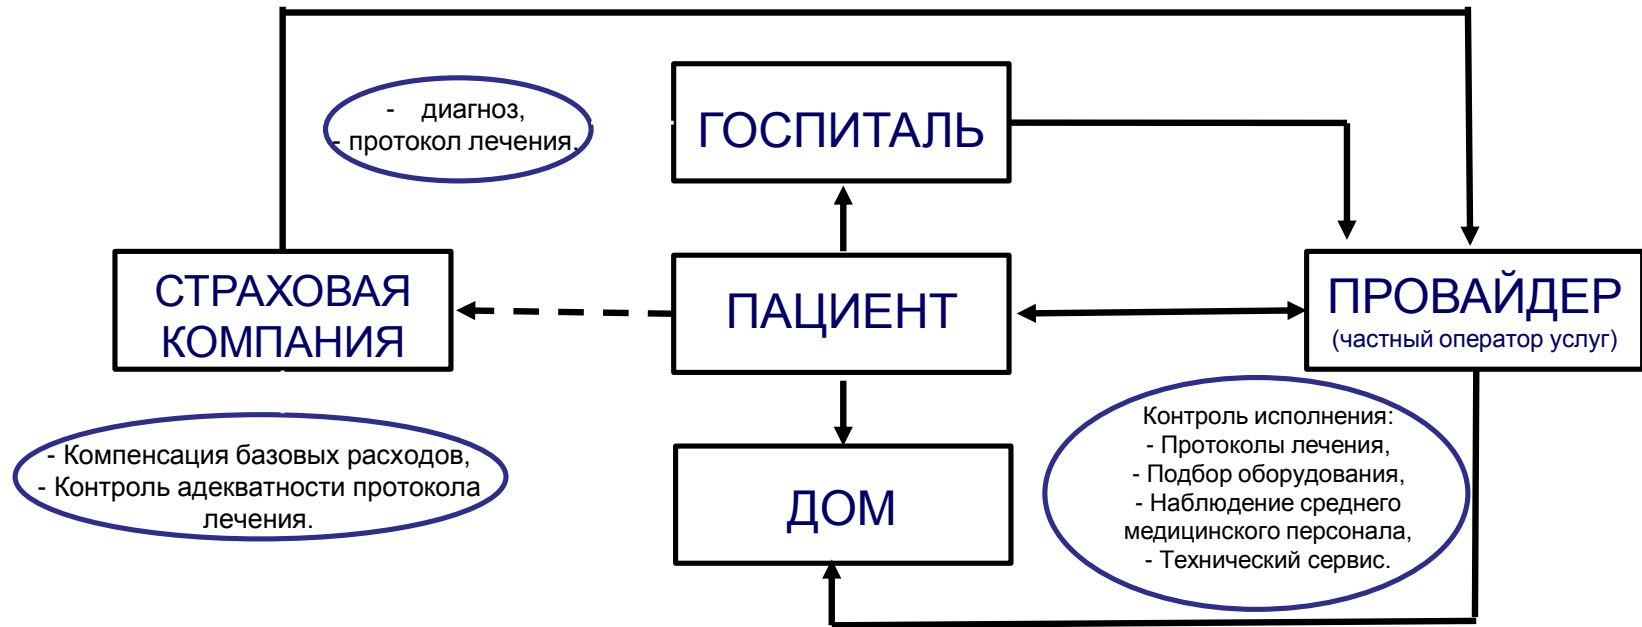 - диагноз,
- протокол лечения.
ГОСПИТАЛЬ
СТРАХОВАЯ
КОМПАНИЯ
ПАЦИЕНТ
ПРОВАЙДЕР
(частный оператор услуг)
- Компенсация базовых расходов,
- Контроль адекватности протокола
лечения.
ДОМ
Контроль исполнения:
- Протоколы лечения,
- Подбор оборудования,
- Наблюдение среднего
медицинского персонала,
- Технический сервис.